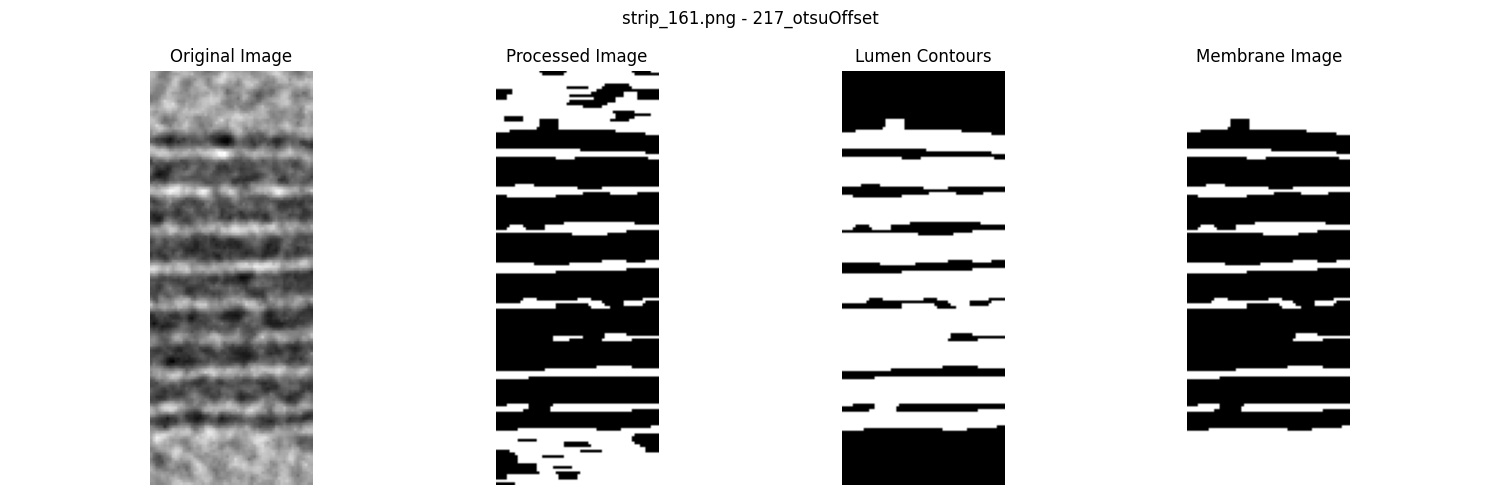 strip_161.png - 217_otsuOffset
Original Image
Processed Image
Lumen Contours
Membrane Image